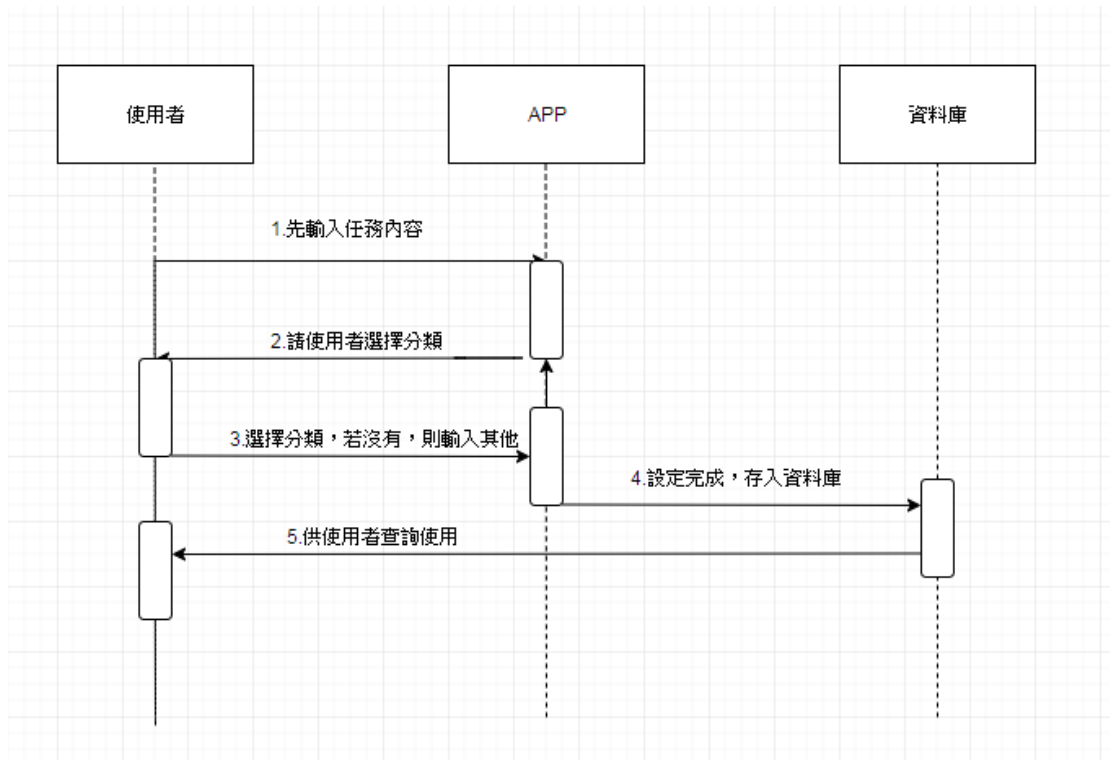 使用者
APP
資料庫
1.先輸入任務內容
2.請使用者選擇分類
3.選擇分類，若沒有，則輸入其他
4.設定完成，存入資料庫
5.供使用者查詢使用